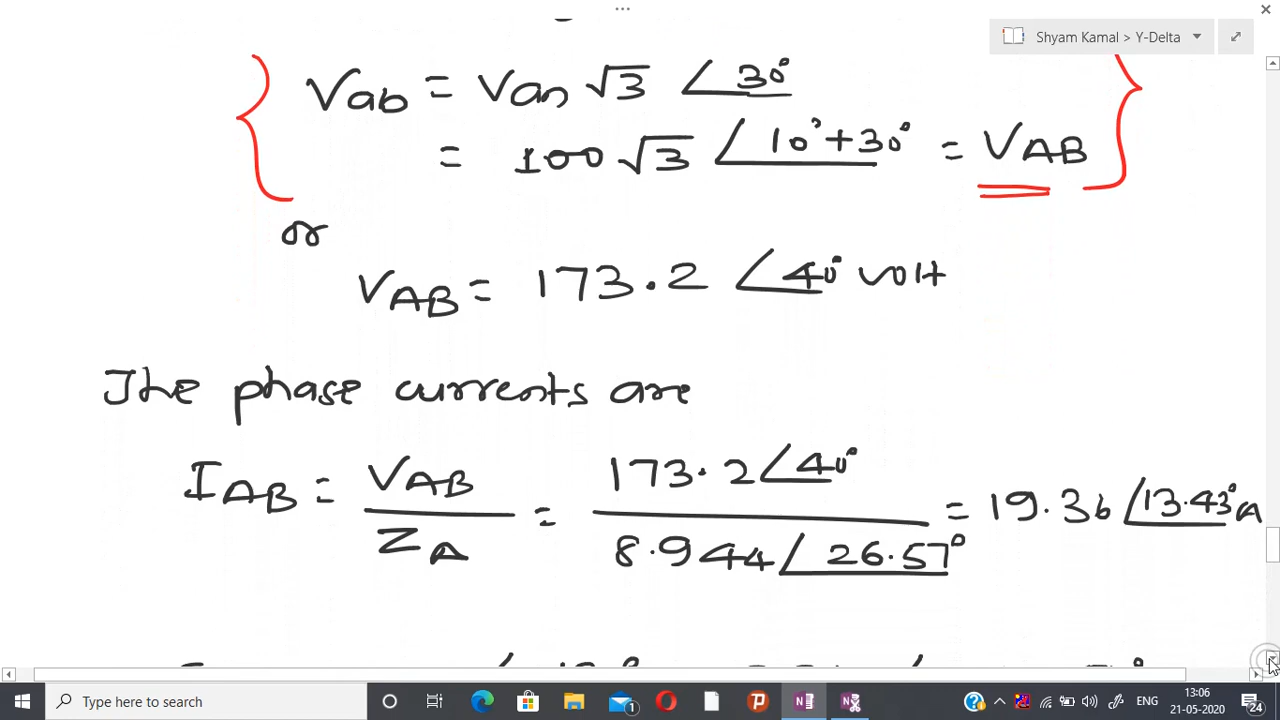 Shyam Kamal > Y-Delta
Vab = Van √3 ∠30°
= 100 √3 ∠10°+30° = VAB
or
VAB = 173.2 ∠40° volt
The phase currents are
IAB = VAB / ZA = 173.2 ∠40° / 8.944 ∠26.57° = 19.36 ∠13.43° A
Type here to search
ENG
13:06
21-05-2020
24